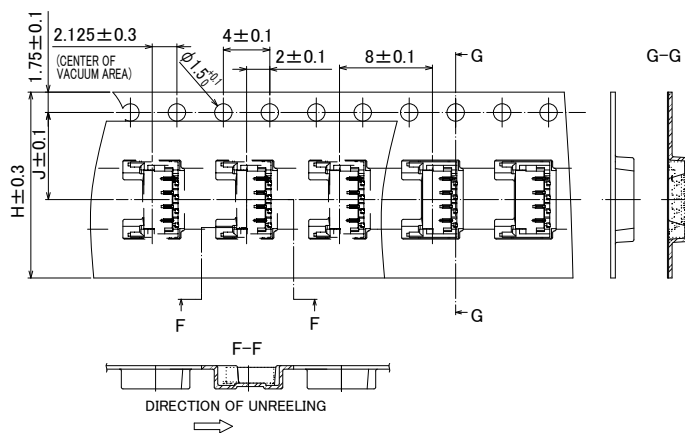 1.75±0.1
2.125±0.3
(CENTER OF
VACUUM AREA)
4±0.1
φ1.5 +0.1 0
2±0.1
8±0.1
G
G-G
H±0.3
J±0.1
F
F
G
F-F
DIRECTION OF UNREELING